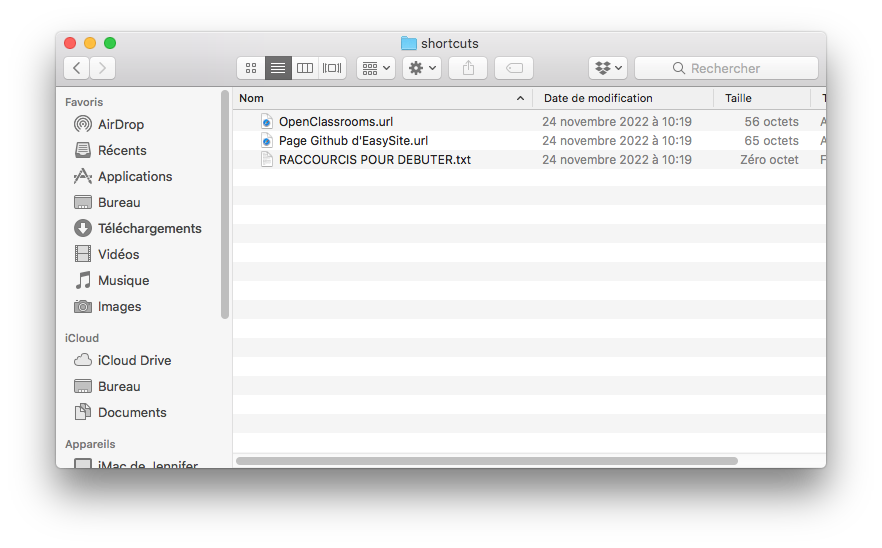 shortcuts
Rechercher
Favoris
AirDrop
Récents
Applications
Bureau
Téléchargements
Vidéos
Musique
Images
iCloud
iCloud Drive
Bureau
Documents
Appareils
iMac de Jennifer
Nom Date de modification Taille
OpenClassrooms.url 24 novembre 2022 à 10:19 56 octets
Page Github d'EasySite.url 24 novembre 2022 à 10:19 65 octets
RACCOURCIS POUR DEBUTER.txt 24 novembre 2022 à 10:19 Zéro octet